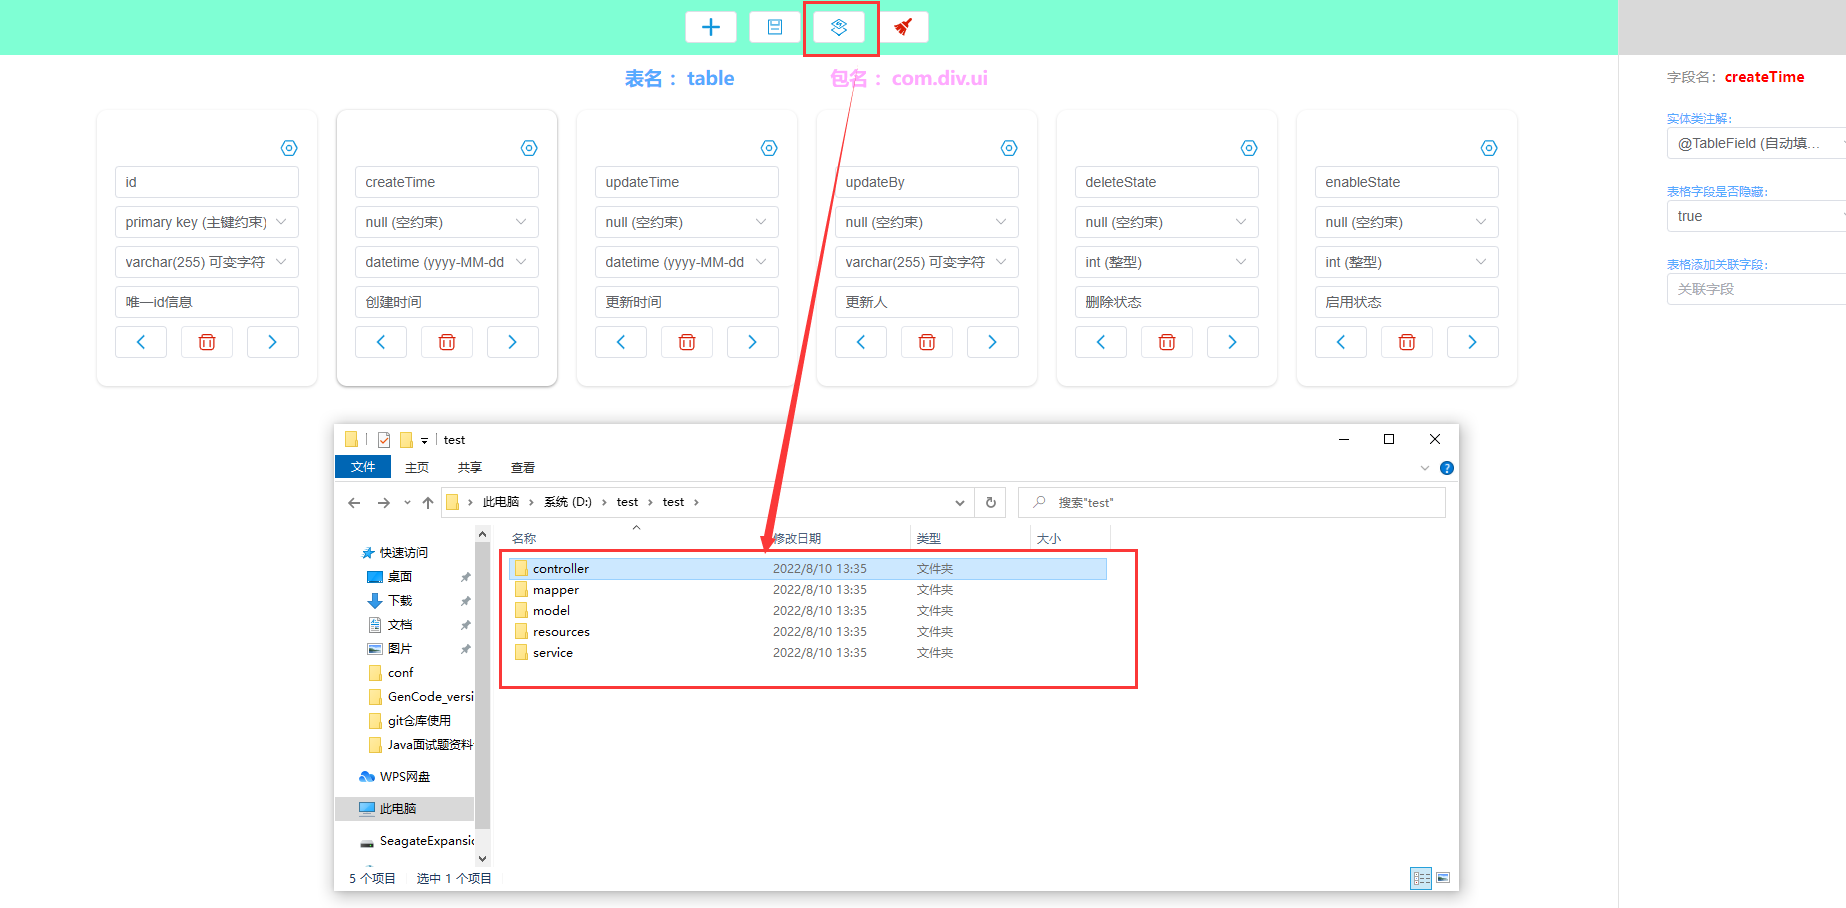 表名： table
包名： com.div.ui
id
primary key (主键约束)
varchar(255) 可变字符
唯一id信息
createTime
null (空约束)
datetime (yyyy-MM-dd
创建时间
updateTime
null (空约束)
datetime (yyyy-MM-dd
更新时间
updateBy
null (空约束)
varchar(255) 可变字符
更新人
deleteState
null (空约束)
int (整型)
删除状态
enableState
null (空约束)
int (整型)
启用状态
字段名：createTime
实体类注解：
@TableField (自动填...
表格字段是否隐藏：
true
表格添加关联字段：
关联字段
test
文件
主页
共享
查看
此电脑 › 系统 (D:) › test › test ›
搜索"test"
名称
修改日期
类型
大小
快速访问
桌面
下载
文档
图片
conf
GenCode_versi
git仓库使用
Java面试题资料
WPS网盘
此电脑
SeagateExpansic
controller 2022/8/10 13:35 文件夹
mapper 2022/8/10 13:35 文件夹
model 2022/8/10 13:35 文件夹
resources 2022/8/10 13:35 文件夹
service 2022/8/10 13:35 文件夹
5 个项目
选中 1 个项目